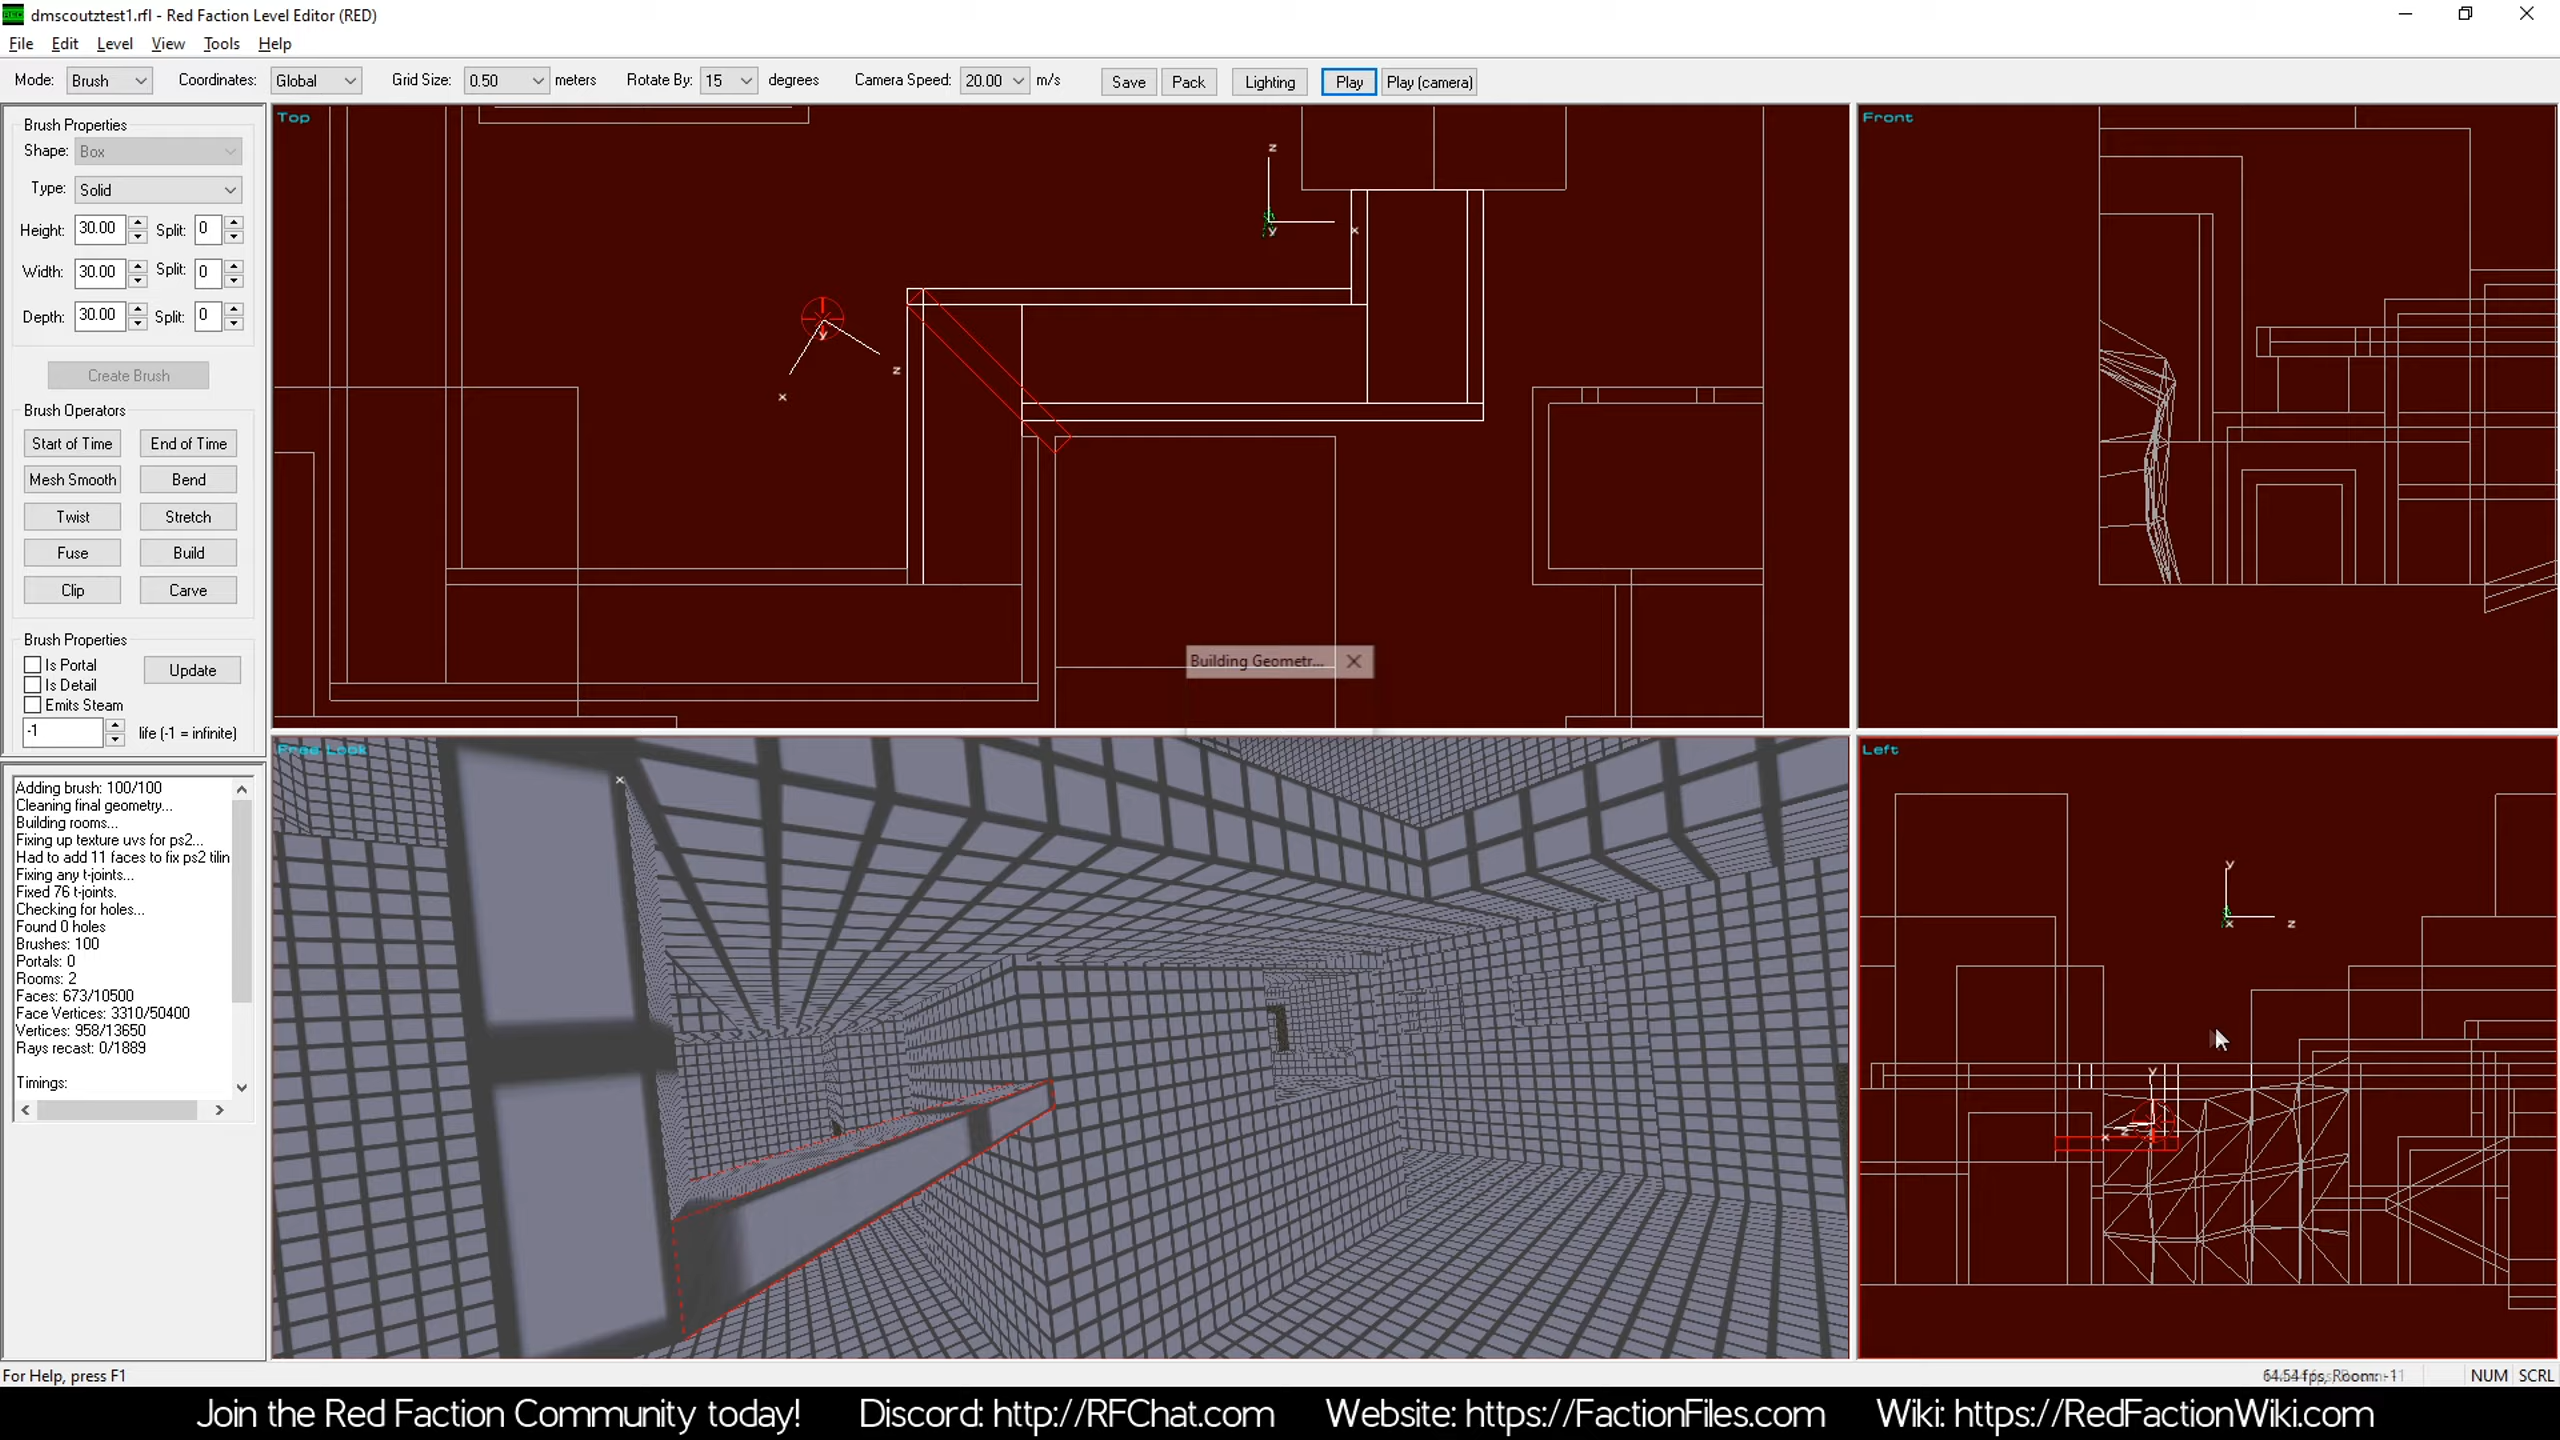 dmscoutztest1.rfl - Red Faction Level Editor (RED)
File Edit Level View Tools Help
Mode: Brush Coordinates: Global Grid Size: 0.50 meters Rotate By: 15 degrees Camera Speed: 20.00 m/s Save Pack Lighting Play Play (camera)
Brush Properties
Shape: Box
Type: Solid
Height: 30.00 Split: 0
Width: 30.00 Split: 0
Depth: 30.00 Split: 0
Create Brush
Brush Operators
Start of Time End of Time
Mesh Smooth Bend
Twist Stretch
Fuse Build
Clip Carve
Brush Properties
Is Portal
Update
Is Detail
Emits Steam
-1 life (-1 = infinite)
Adding brush: 100/100
Cleaning final geometry...
Building rooms...
Fixing up texture uvs for ps2...
Had to add 11 faces to fix ps2 tilin
Fixing any t-joints...
Fixed 76 t-joints.
Checking for holes...
Found 0 holes
Brushes: 100
Portals: 0
Rooms: 2
Faces: 673/10500
Face Vertices: 3310/50400
Vertices: 958/13650
Rays recast: 0/1889
Timings:
Top
z
y
x
y
z
x
Building Geometr...
Front
Free Look
x
Left
y
x
z
y
x
z
For Help, press F1
NUM SCRL
Join the Red Faction Community today! Discord: http://RFChat.com Website: https://FactionFiles.com Wiki: https://RedFactionWiki.com